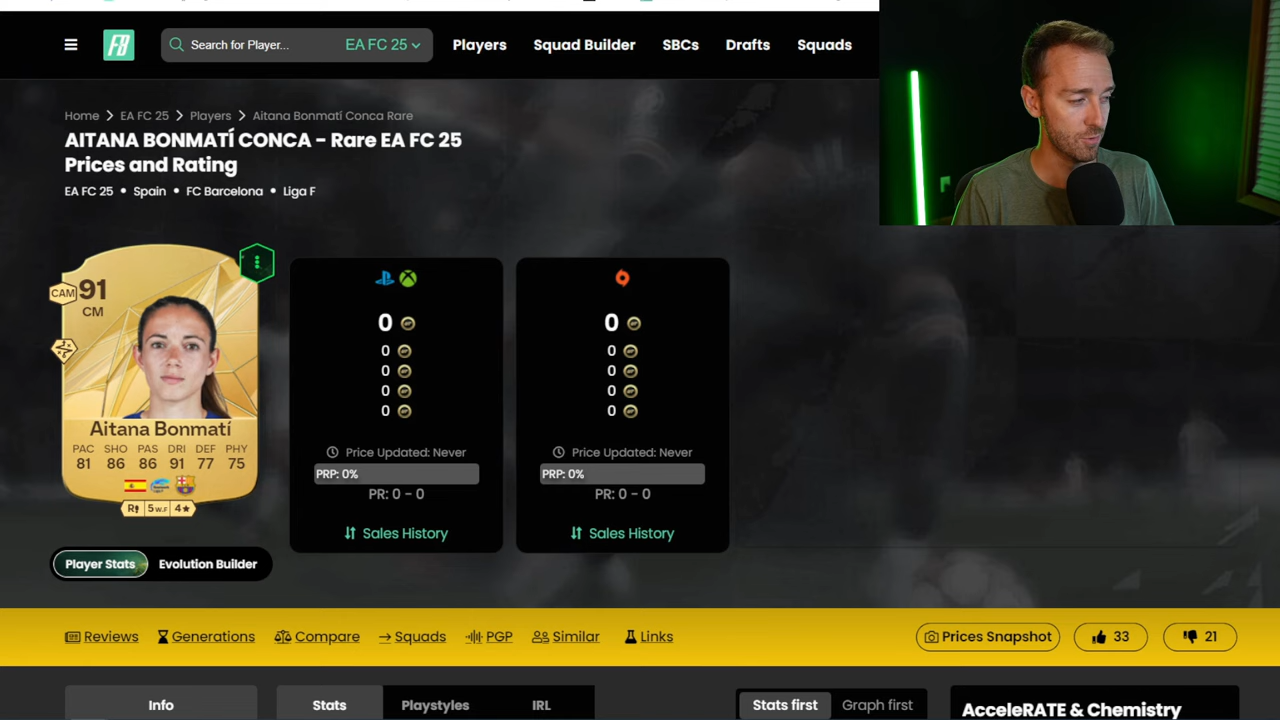 FB
Search for Player...
EA FC 25
Players
Squad Builder
SBCs
Drafts
Squads
Home > EA FC 25 > Players > Aitana Bonmatí Conca Rare
AITANA BONMATÍ CONCA - Rare EA FC 25
Prices and Rating
EA FC 25 • Spain • FC Barcelona • Liga F
CAM
91
CM
Aitana Bonmatí
PAC SHO PAS DRI DEF PHY
81 86 86 91 77 75
R
5 W.F
4★
0
0
0
0
0
Price Updated: Never
PRP: 0%
PR: 0 - 0
Sales History
0
0
0
0
0
Price Updated: Never
PRP: 0%
PR: 0 - 0
Sales History
Player Stats
Evolution Builder
Reviews
Generations
Compare
Squads
PGP
Similar
Links
Prices Snapshot
33
21
Info
Stats
Playstyles
IRL
Stats first
Graph first
AcceleRATE & Chemistry